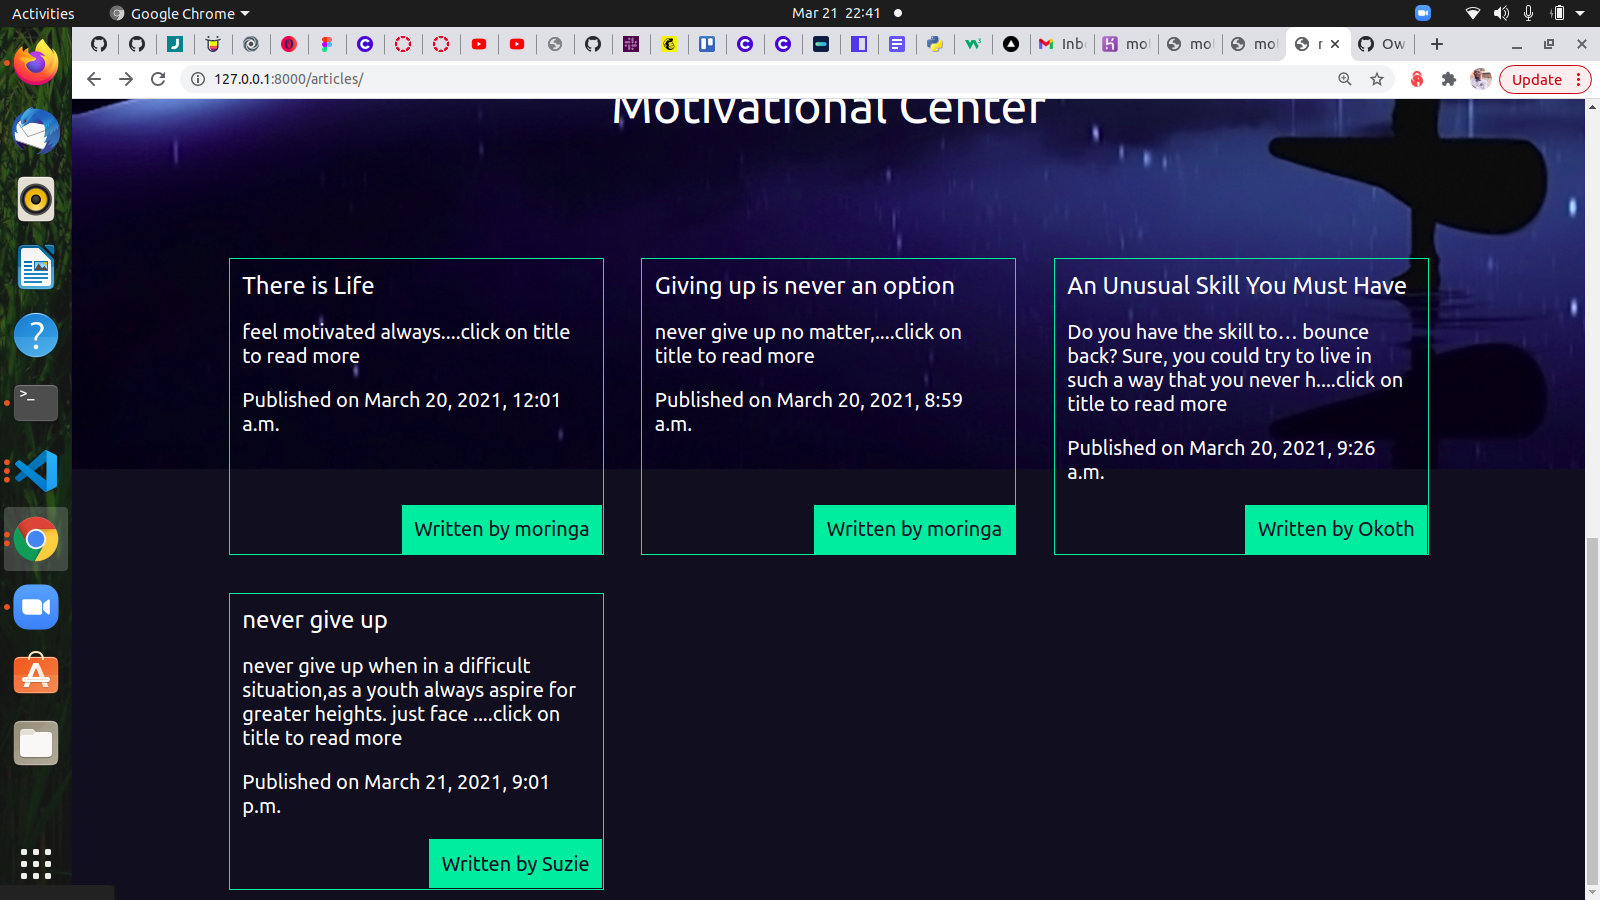 Activities Google Chrome Mar 21 22:41
Inb mo mo mo r Ow
127.0.0.1:8000/articles/ Update
Motivational Center
There is Life
feel motivated always....click on title
to read more
Published on March 20, 2021, 12:01
a.m.
Written by moringa
Giving up is never an option
never give up no matter,....click on
title to read more
Published on March 20, 2021, 8:59
a.m.
Written by moringa
An Unusual Skill You Must Have
Do you have the skill to… bounce
back? Sure, you could try to live in
such a way that you never h....click on
title to read more
Published on March 20, 2021, 9:26
a.m.
Written by Okoth
never give up
never give up when in a difficult
situation,as a youth always aspire for
greater heights. just face ....click on
title to read more
Published on March 21, 2021, 9:01
p.m.
Written by Suzie